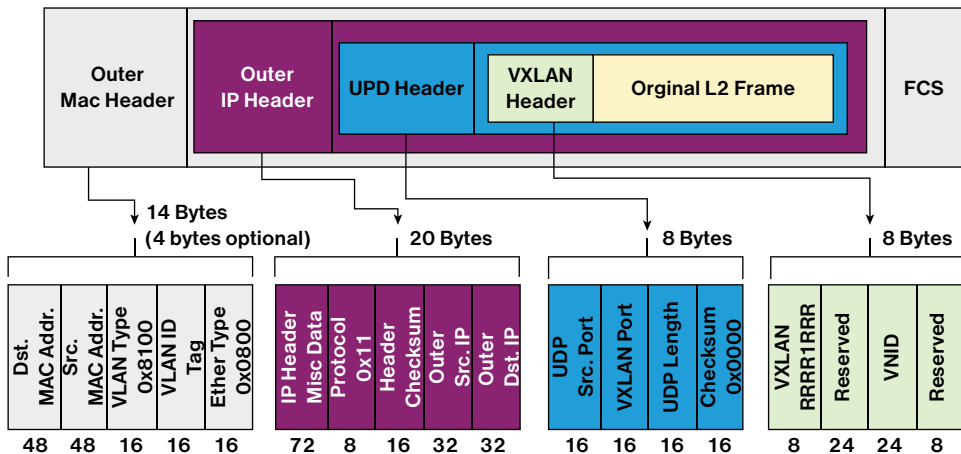 Outer
Mac Header
Outer
IP Header
UPD Header
VXLAN
Header
Orginal L2 Frame
FCS
14 Bytes
(4 bytes optional)
20 Bytes
8 Bytes
8 Bytes
Dst.
MAC Addr.
Src.
MAC Addr.
VLAN Type
0x8100
VLAN ID
Tag
Ether Type
0x0800
IP Header
Misc Data
Protocol
0x11
Header
Checksum
Outer
Src. IP
Outer
Dst. IP
UDP
Src. Port
VXLAN Port
UDP Length
Checksum
0x0000
VXLAN
RRRR1RRR
Reserved
VNID
Reserved
48 48 16 16 16
72 8 16 32 32
16 16 16 16
8 24 24 8